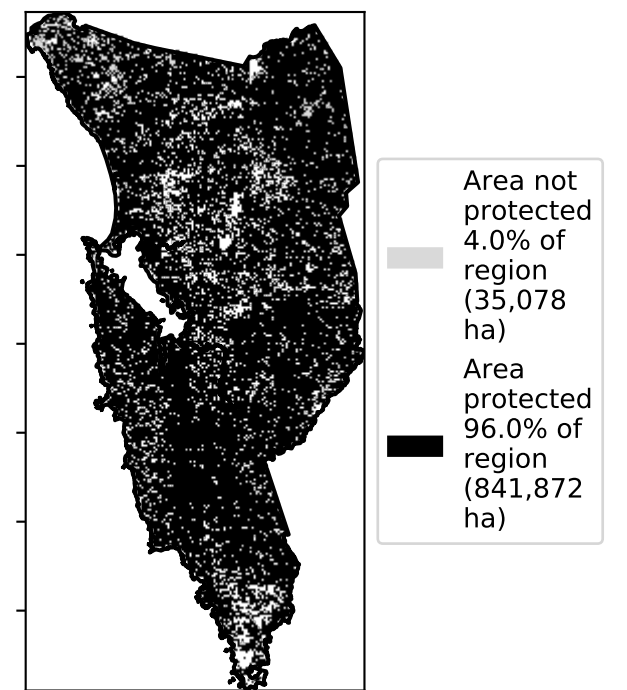 Area not
protected
4.0% of
region
(35,078
ha)
Area
protected
96.0% of
region
(841,872
ha)